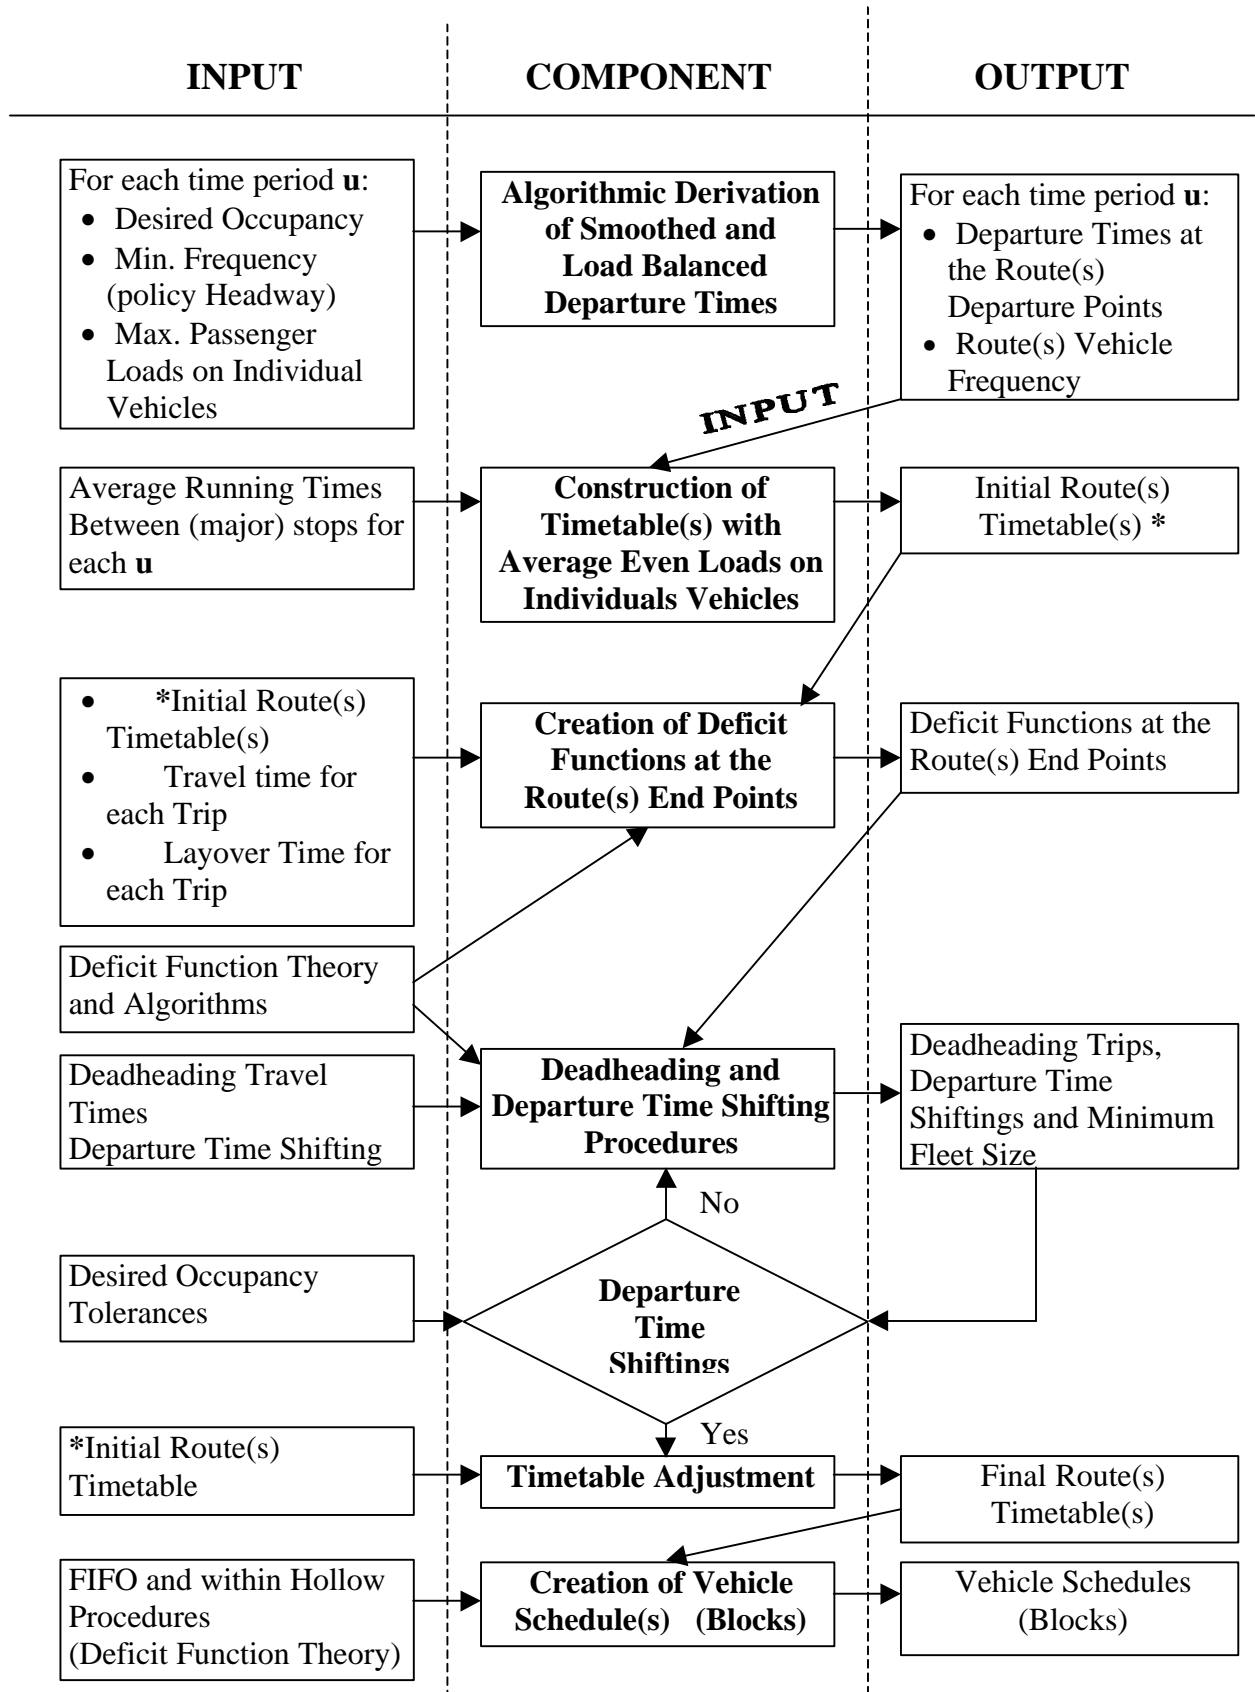 INPUT
COMPONENT
OUTPUT
For each time period u:
• Desired Occupancy
• Min. Frequency
(policy Headway)
• Max. Passenger
Loads on Individual
Vehicles
Algorithmic Derivation
of Smoothed and
Load Balanced
Departure Times
For each time period u:
• Departure Times at
the Route(s)
Departure Points
• Route(s) Vehicle
Frequency
INPUT
Average Running Times
Between (major) stops for
each u
Construction of
Timetable(s) with
Average Even Loads on
Individuals Vehicles
Initial Route(s)
Timetable(s) *
• *Initial Route(s)
Timetable(s)
• Travel time for
each Trip
• Layover Time for
each Trip
Creation of Deficit
Functions at the
Route(s) End Points
Deficit Functions at the
Route(s) End Points
Deficit Function Theory
and Algorithms
Deadheading Travel
Times
Departure Time Shifting
Deadheading and
Departure Time Shifting
Procedures
Deadheading Trips,
Departure Time
Shiftings and Minimum
Fleet Size
No
Desired Occupancy
Tolerances
Departure
Time
Shiftings
Yes
*Initial Route(s)
Timetable
Timetable Adjustment
Final Route(s)
Timetable(s)
FIFO and within Hollow
Procedures
(Deficit Function Theory)
Creation of Vehicle
Schedule(s) (Blocks)
Vehicle Schedules
(Blocks)